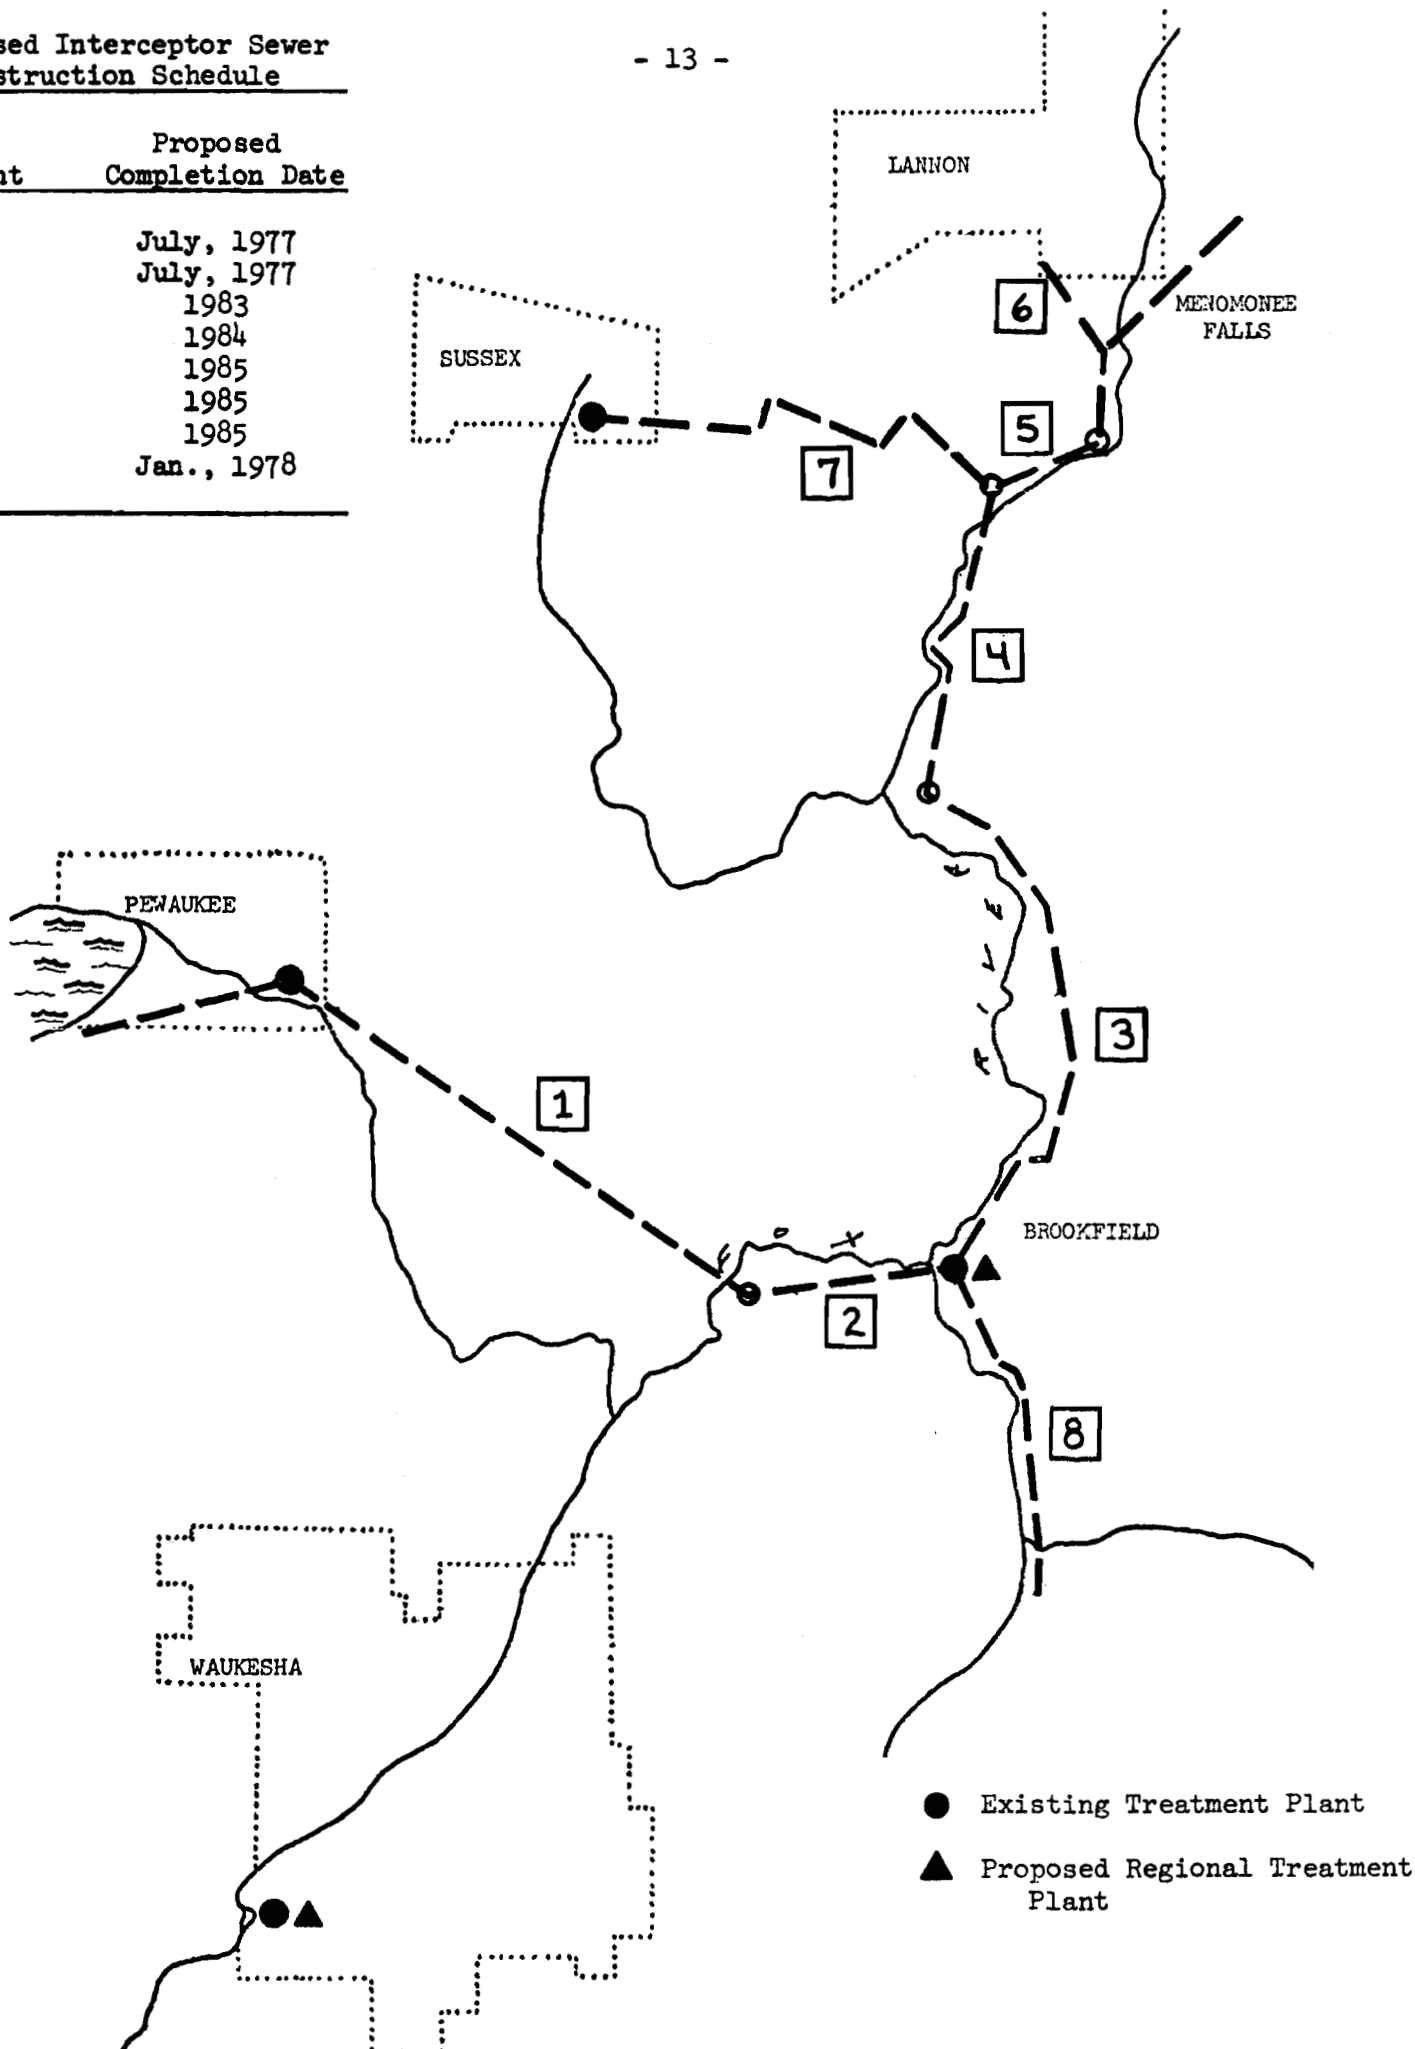 sed Interceptor Sewer
struction Schedule
- 13 -
nt
Proposed
Completion Date
July, 1977
July, 1977
1983
1984
1985
1985
1985
Jan., 1978
LANNON
MENOMONEE
FALLS
6
SUSSEX
5
7
4
PEWAUKEE
3
1
FOX
RIVER
BROOKFIELD
2
8
WAUKESHA
Existing Treatment Plant
Proposed Regional Treatment
Plant